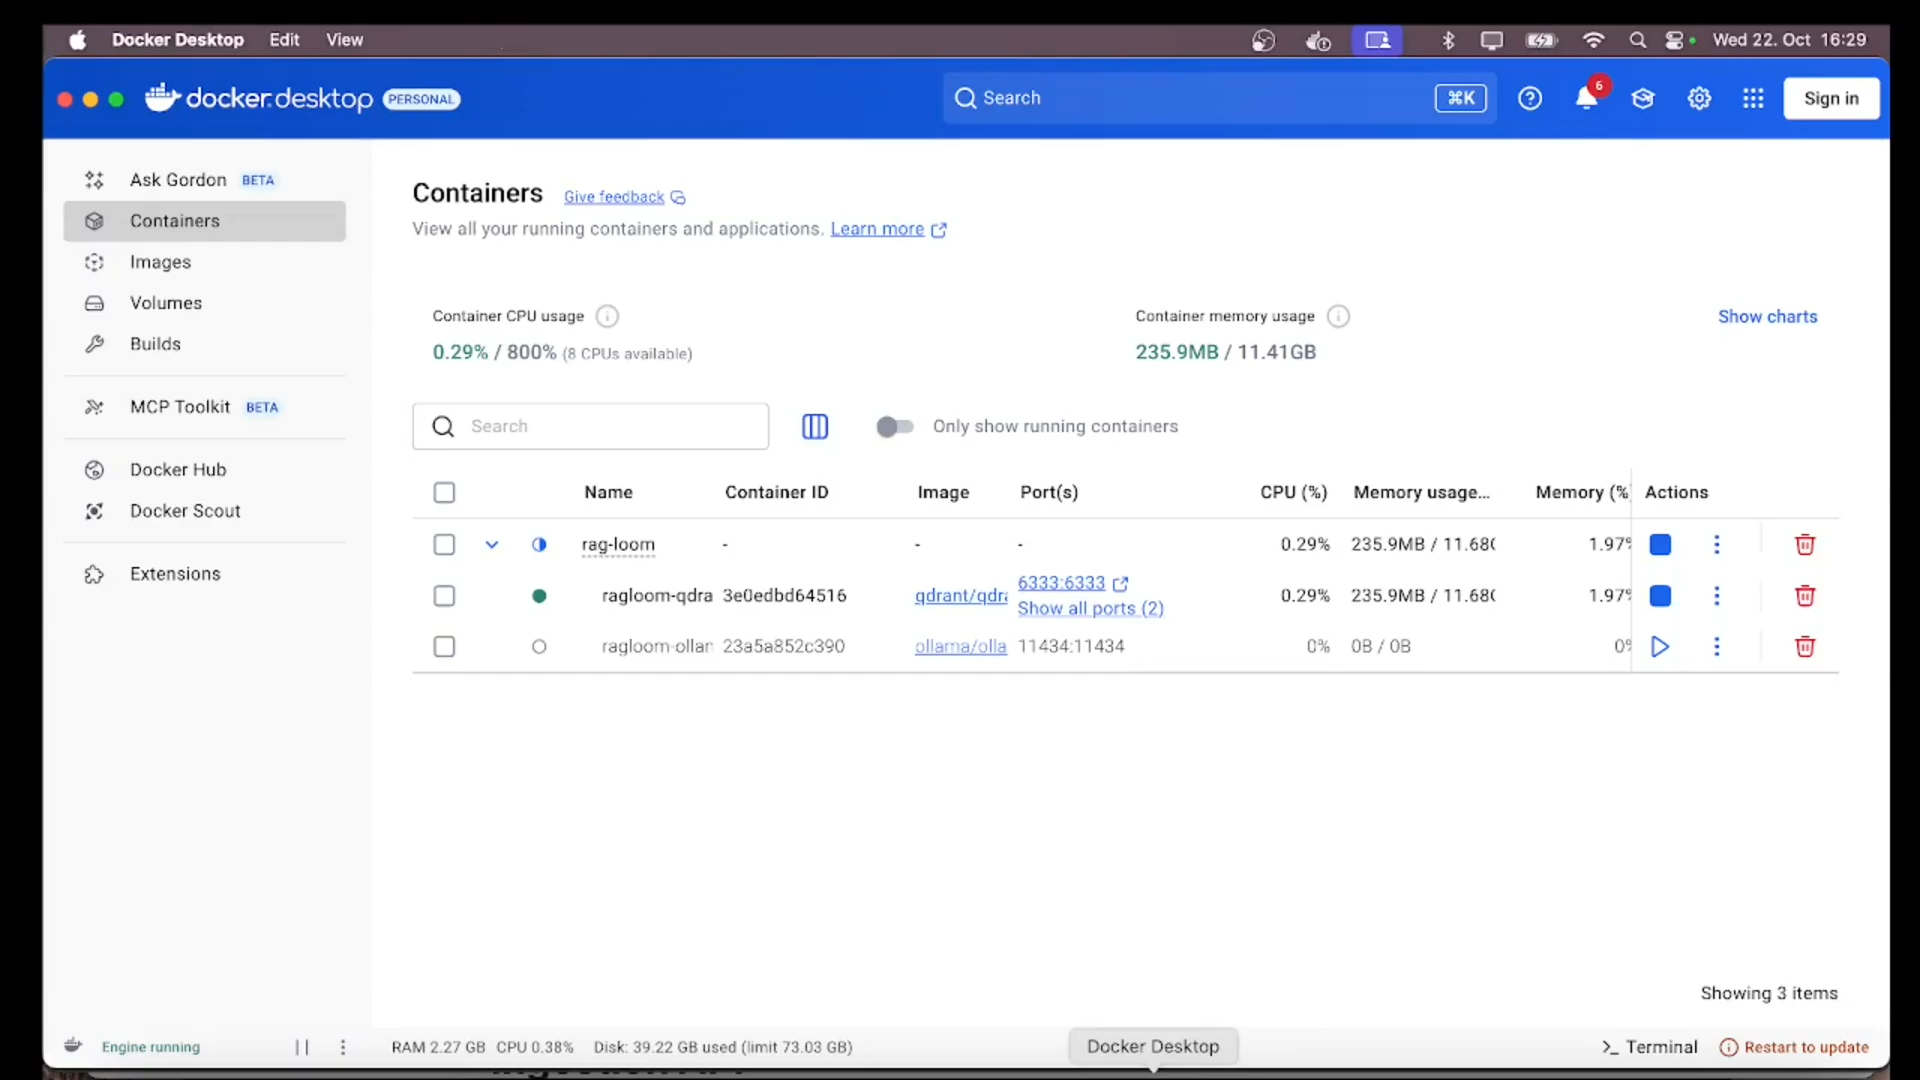 Docker Desktop Edit View Wed 22. Oct 16:29
docker.desktop PERSONAL Search ⌘K 6 Sign in
Ask Gordon BETA
Containers
Images
Volumes
Builds
MCP Toolkit BETA
Docker Hub
Docker Scout
Extensions
Containers Give feedback
View all your running containers and applications. Learn more
Container CPU usage
0.29% / 800% (8 CPUs available)
Container memory usage
235.9MB / 11.41GB
Show charts
Search Only show running containers
Name Container ID Image Port(s) CPU (%) Memory usage... Memory (% Actions
rag-loom - - - 0.29% 235.9MB / 11.68( 1.97%
ragloom-qdra 3e0edbd64516 qdrant/qdra 6333:6333 0.29% 235.9MB / 11.68( 1.97%
Show all ports (2)
ragloom-ollan 23a5a852c390 ollama/olla 11434:11434 0% 0B / 0B 0%
Showing 3 items
Engine running RAM 2.27 GB CPU 0.38% Disk: 39.22 GB used (limit 73.03 GB) Docker Desktop >_ Terminal Restart to update